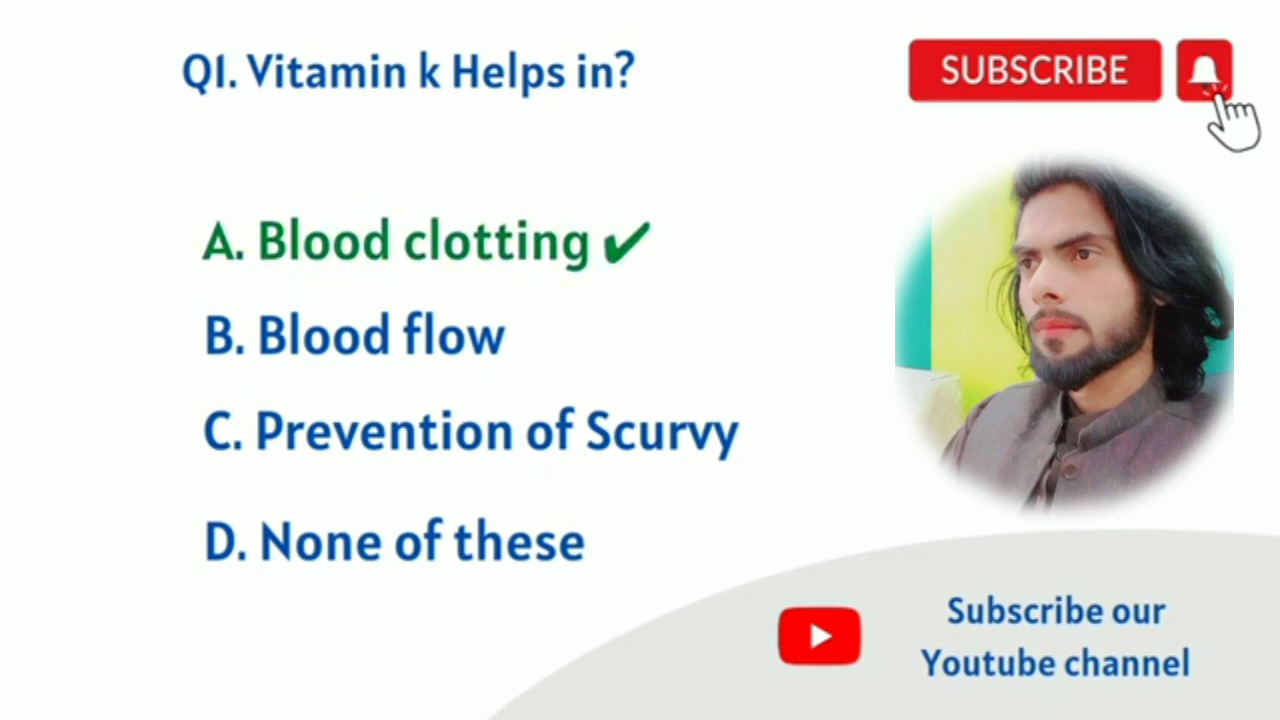 Q1. Vitamin k Helps in?
SUBSCRIBE
A. Blood clotting ✔
B. Blood flow
C. Prevention of Scurvy
D. None of these
Subscribe our
Youtube channel